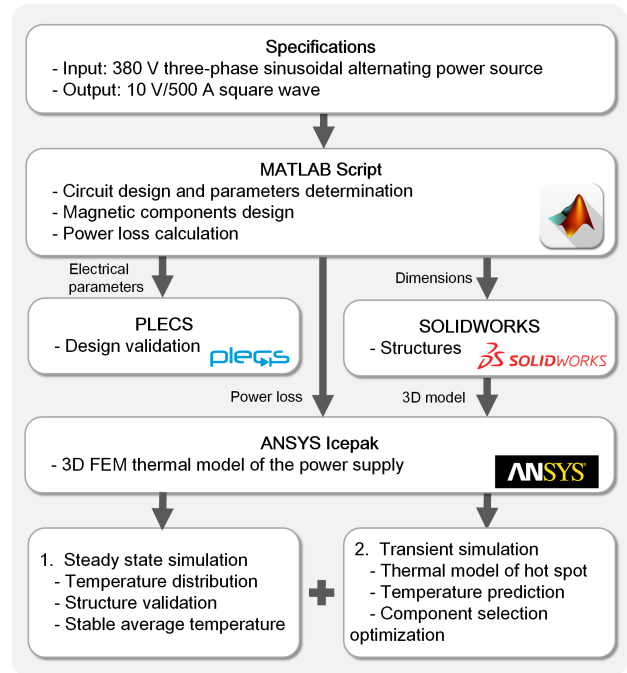 Specifications
- Input: 380 V three-phase sinusoidal alternating power source
- Output: 10 V/500 A square wave
MATLAB Script
- Circuit design and parameters determination
- Magnetic components design
- Power loss calculation
Electrical
parameters
Dimensions
PLECS
- Design validation
plecs
SOLIDWORKS
- Structures
SOLIDWORKS
Power loss
3D model
ANSYS Icepak
- 3D FEM thermal model of the power supply
ANSYS
1. Steady state simulation
- Temperature distribution
- Structure validation
- Stable average temperature
2. Transient simulation
- Thermal model of hot spot
- Temperature prediction
- Component selection
optimization